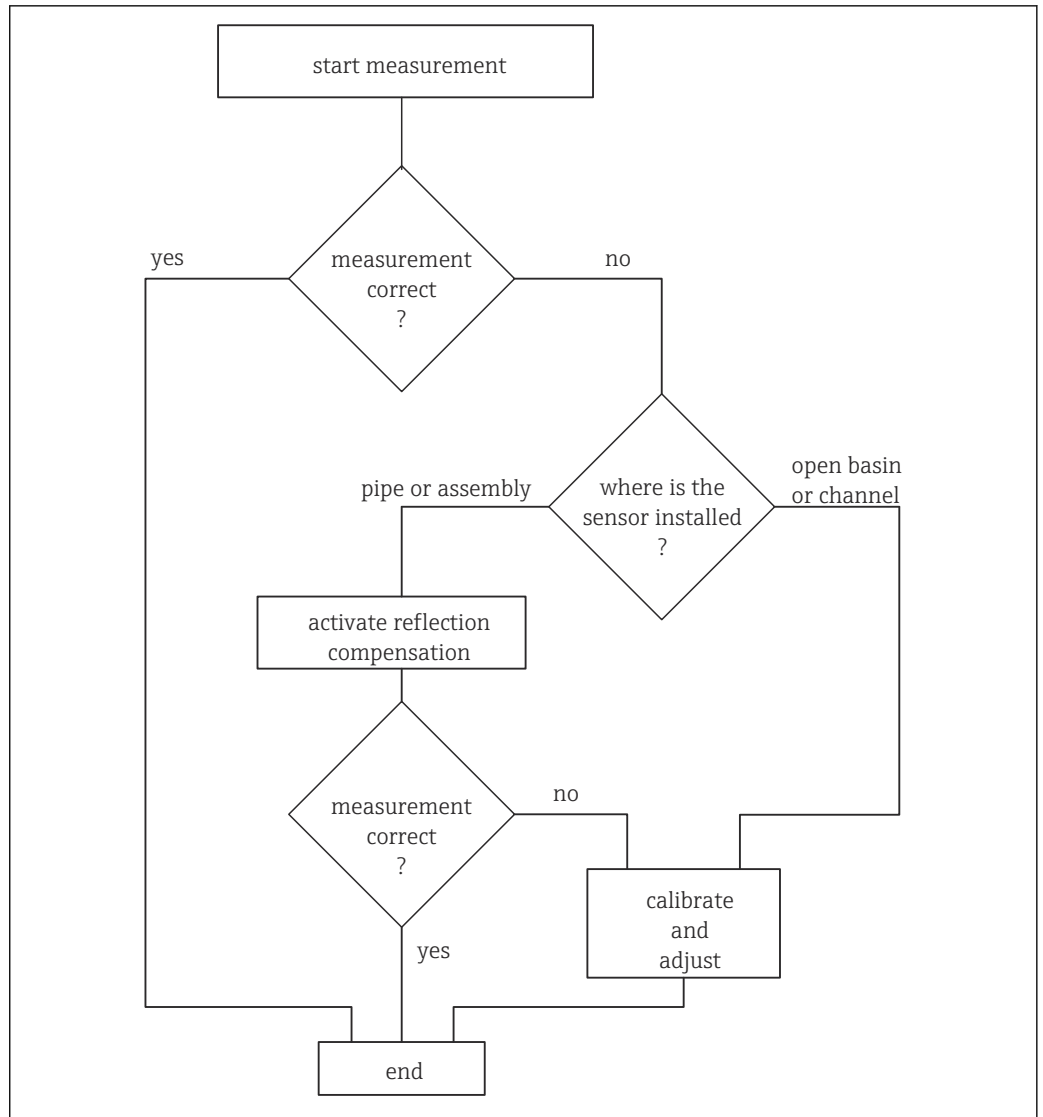 start measurement
yes
measurement
correct
?
no
pipe or assembly
where is the
sensor installed
?
open basin
or channel
activate reflection
compensation
measurement
correct
?
no
calibrate
and
adjust
yes
end